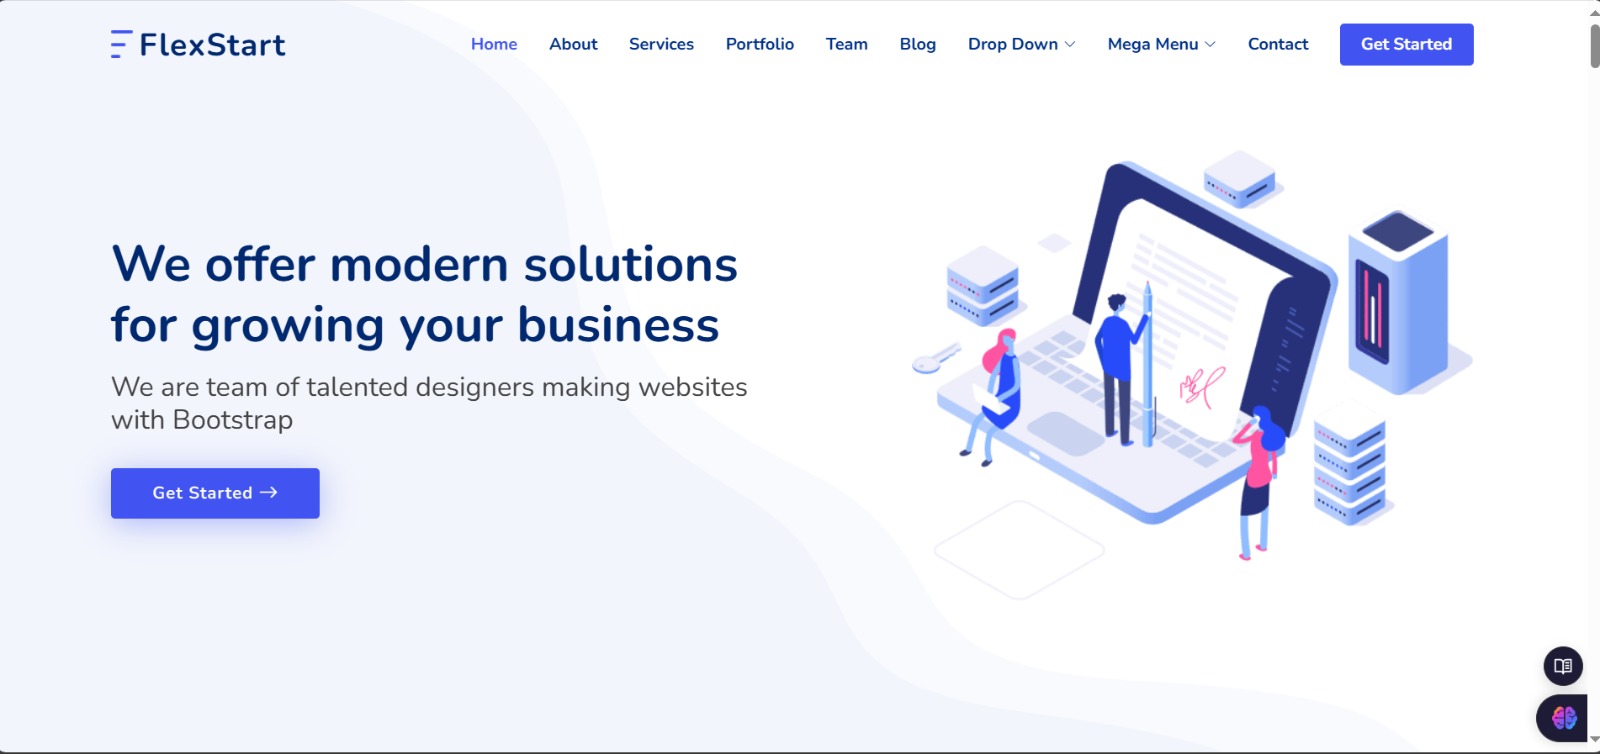 FlexStart
Home About Services Portfolio Team Blog Drop Down Mega Menu Contact Get Started
We offer modern solutions
for growing your business
We are team of talented designers making websites
with Bootstrap
Get Started →